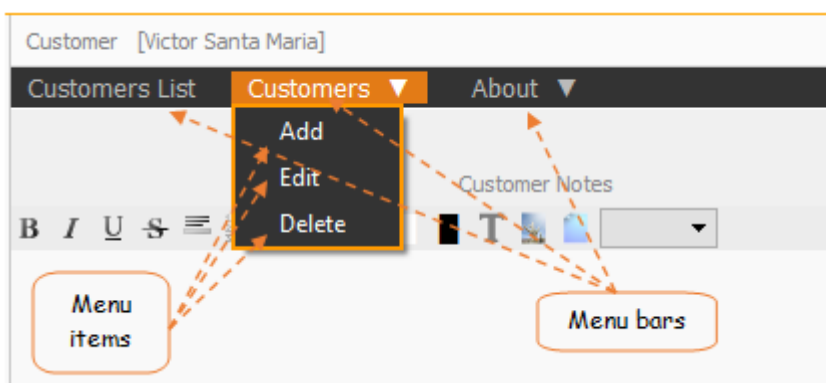 Customer [Victor Santa Maria]
Customers List Customers ▼ About ▼
Add
Edit
Customer Notes
Delete
B I U S T
Menu
items
Menu bars